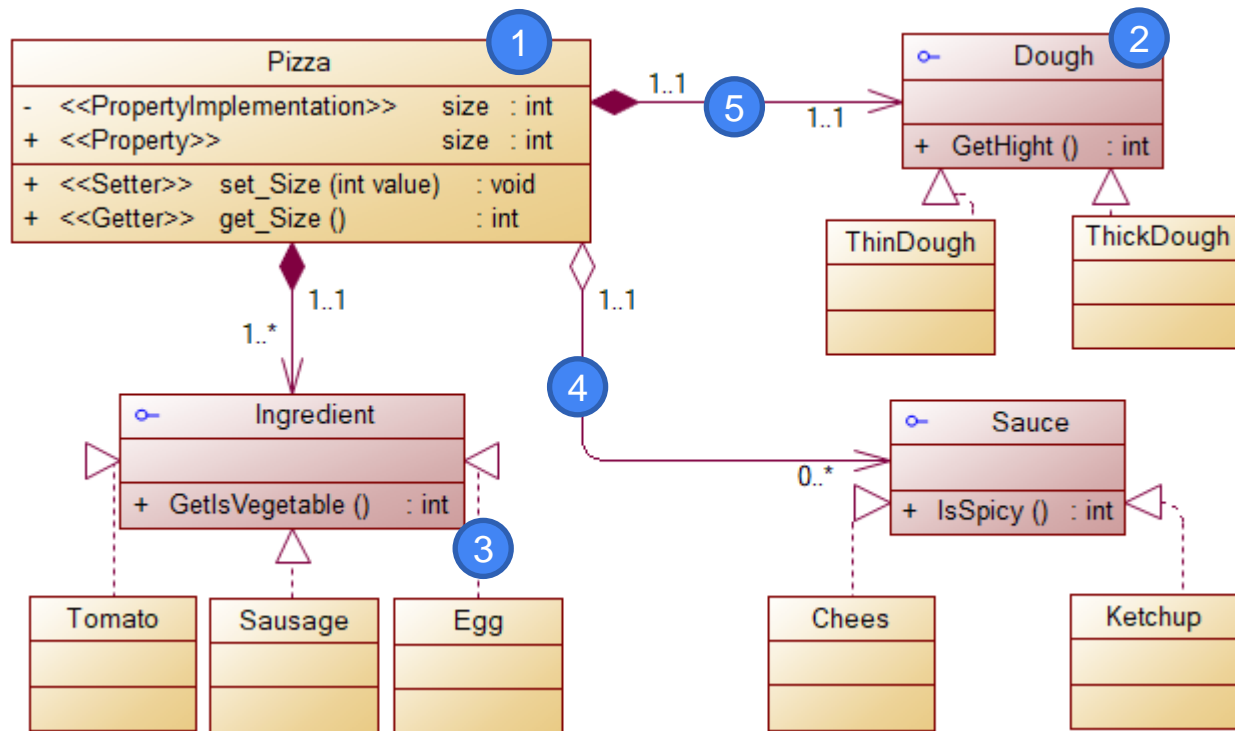 1
Pizza
- <<PropertyImplementation>> size : int
+ <<Property>> size : int
+ <<Setter>> set_Size (int value) : void
+ <<Getter>> get_Size () : int
1..1
5
1..1
2
Dough
+ GetHight () : int
ThinDough
ThickDough
1..1
1..*
1..1
4
0..*
Ingredient
+ GetIsVegetable () : int
3
Tomato
Sausage
Egg
Sauce
+ IsSpicy () : int
Chees
Ketchup